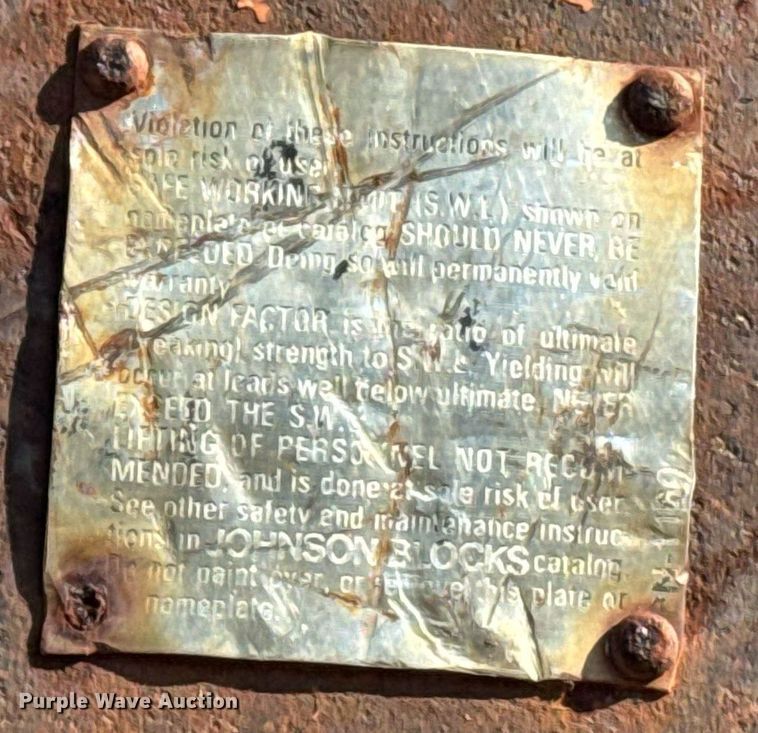 Violation of these instructions will be at
sole risk of user
SAFE WORKING LIMIT (S.W.L.) shown on
nameplate or catalog SHOULD NEVER BE
EXCEEDED Doing so will permanently void
warranty
DESIGN FACTOR is the ratio of ultimate
(breaking) strength to S.W.L. Yielding will
occur at loads well below ultimate. NEVER
EXCEED THE S.W.L.
LIFTING OF PERSONNEL NOT RECOM-
MENDED, and is done at sole risk of user
See other safety and maintenance instruc-
tions in JOHNSON BLOCKS catalog
Do not paint over, or remove this plate or
nameplate.
Purple Wave Auction